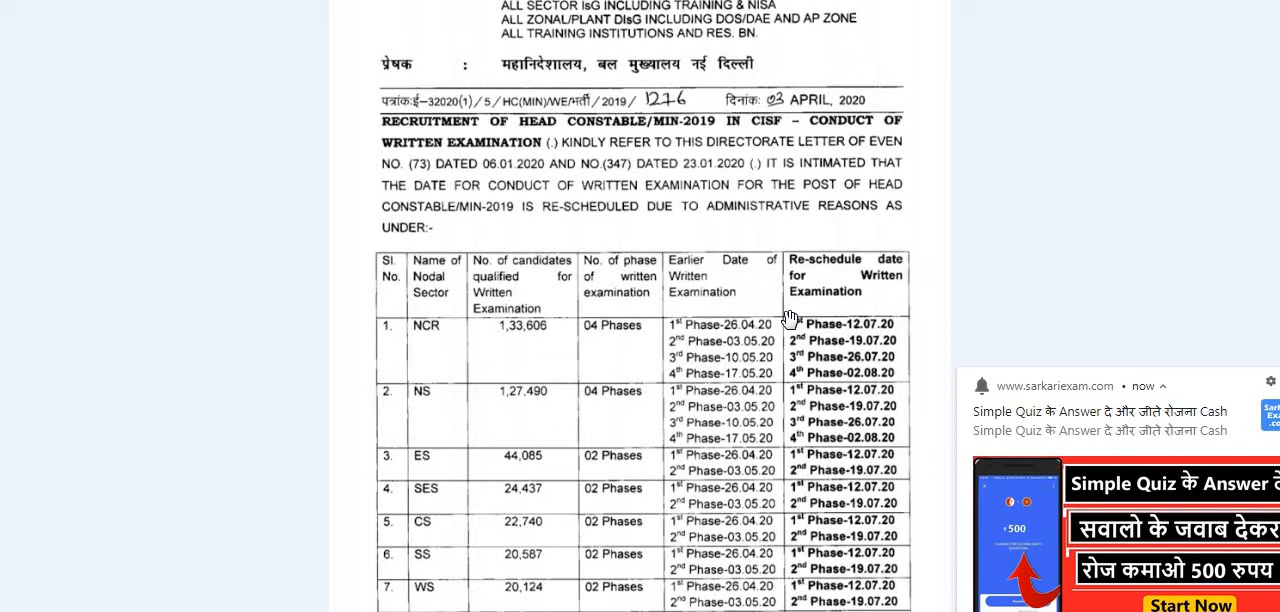 ALL SECTOR IsG INCLUDING TRAINING & NISA
ALL ZONAL/PLANT DIsG INCLUDING DOS/DAE AND AP ZONE
ALL TRAINING INSTITUTIONS AND RES. BN.
प्रेषक : महानिदेशालय, बल मुख्यालय नई दिल्ली
पत्रांक:ई-32020(1)/5/HC(MIN)/WE/भर्ती/2019/ 1276 दिनांक: 03 APRIL, 2020
RECRUITMENT OF HEAD CONSTABLE/MIN-2019 IN CISF – CONDUCT OF
WRITTEN EXAMINATION (.) KINDLY REFER TO THIS DIRECTORATE LETTER OF EVEN
NO. (73) DATED 06.01.2020 AND NO.(347) DATED 23.01.2020 (.) IT IS INTIMATED THAT
THE DATE FOR CONDUCT OF WRITTEN EXAMINATION FOR THE POST OF HEAD
CONSTABLE/MIN-2019 IS RE-SCHEDULED DUE TO ADMINISTRATIVE REASONS AS
UNDER:-
Sl. Name of No. of candidates No. of phase Earlier Date of Re-schedule date
No. Nodal qualified for of written Written for Written
Sector Written examination Examination Examination
Examination
1. NCR 1,33,606 04 Phases 1st Phase-26.04.20 Phase-12.07.20
2nd Phase-03.05.20 2nd Phase-19.07.20
3rd Phase-10.05.20 3rd Phase-26.07.20
4th Phase-17.05.20 4th Phase-02.08.20
2. NS 1,27,490 04 Phases 1st Phase-26.04.20 1st Phase-12.07.20
2nd Phase-03.05.20 2nd Phase-19.07.20
3rd Phase-10.05.20 3rd Phase-26.07.20
4th Phase-17.05.20 4th Phase-02.08.20
3. ES 44,085 02 Phases 1st Phase-26.04.20 1st Phase-12.07.20
2nd Phase-03.05.20 2nd Phase-19.07.20
4. SES 24,437 02 Phases 1st Phase-26.04.20 1st Phase-12.07.20
2nd Phase-03.05.20 2nd Phase-19.07.20
5. CS 22,740 02 Phases 1st Phase-26.04.20 1st Phase-12.07.20
2nd Phase-03.05.20 2nd Phase-19.07.20
6. SS 20,587 02 Phases 1st Phase-26.04.20 1st Phase-12.07.20
2nd Phase-03.05.20 2nd Phase-19.07.20
7. WS 20,124 02 Phases 1st Phase-26.04.20 1st Phase-12.07.20
2nd Phase-03.05.20 2nd Phase-19.07.20
www.sarkariexam.com • now
Simple Quiz के Answer दे और जीते रोजना Cash
Simple Quiz के Answer दे और जीते रोजना Cash
₹500
Simple Quiz के Answer दे
सवालो के जवाब देकर
रोज कमाओ 500 रुपय
Start Now